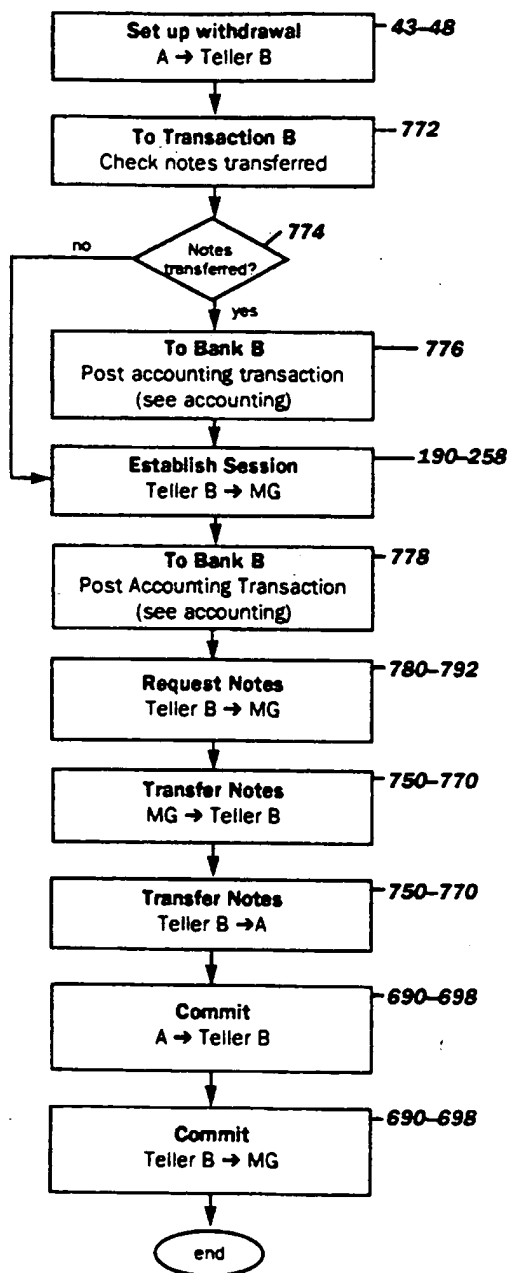 Set up withdrawal
A → Teller B
43–48
To Transaction B
Check notes transferred
772
774
no
Notes
transferred?
yes
To Bank B
Post accounting transaction
(see accounting)
776
Establish Session
Teller B → MG
190–258
To Bank B
Post Accounting Transaction
(see accounting)
778
Request Notes
Teller B → MG
780–792
Transfer Notes
MG → Teller B
750–770
Transfer Notes
Teller B →A
750–770
Commit
A → Teller B
690–698
Commit
Teller B → MG
690–698
end